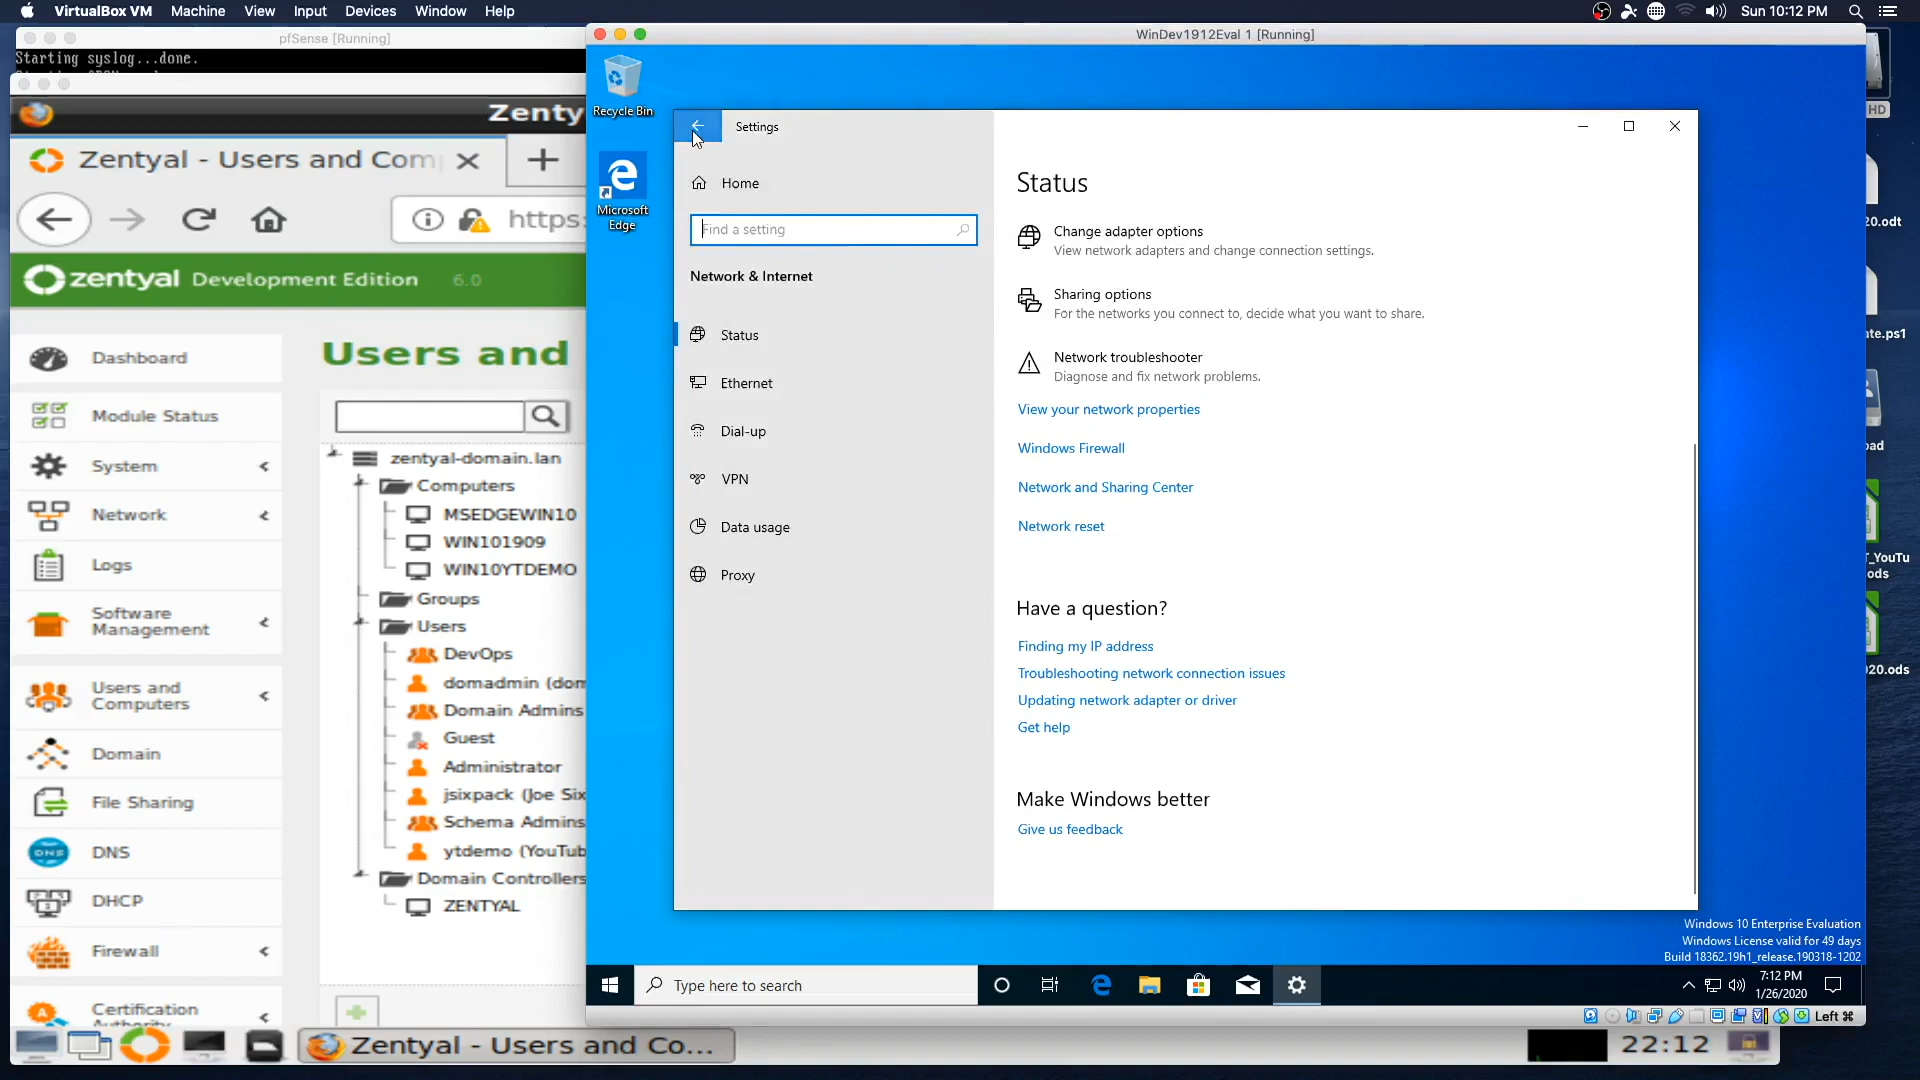 VirtualBox VM Machine View Input Devices Window Help
Sun 10:12 PM
pfSense [Running]
Starting syslog...done.
WinDev1912Eval 1 [Running]
Zenty
Zentyal - Users and Com
https:
zentyal Development Edition 6.0
Dashboard
Module Status
System
Network
Logs
Software
Management
Users and
Computers
Domain
File Sharing
DNS
DNS
DHCP
Firewall
Certification
Authority
Users and
zentyal-domain.lan
Computers
MSEDGEWIN10
WIN101909
WIN10YTDEMO
Groups
Users
DevOps
domadmin (dom
Domain Admins
Guest
Administrator
jsixpack (Joe Six
Schema Admins
ytdemo (YouTub
Domain Controllers
ZENTYAL
Zentyal - Users and Co...
22:12
Recycle Bin
Microsoft
Edge
Settings
Home
Find a setting
Network & Internet
Status
Ethernet
Dial-up
VPN
Data usage
Proxy
Status
Change adapter options
View network adapters and change connection settings.
Sharing options
For the networks you connect to, decide what you want to share.
Network troubleshooter
Diagnose and fix network problems.
View your network properties
Windows Firewall
Network and Sharing Center
Network reset
Have a question?
Finding my IP address
Troubleshooting network connection issues
Updating network adapter or driver
Get help
Make Windows better
Give us feedback
Windows 10 Enterprise Evaluation
Windows License valid for 49 days
Build 18362.19h1_release.190318-1202
Type here to search
7:12 PM
1/26/2020
Left ⌘
HD
20.odt
te.ps1
ad
T_YouTu
ods
20.ods